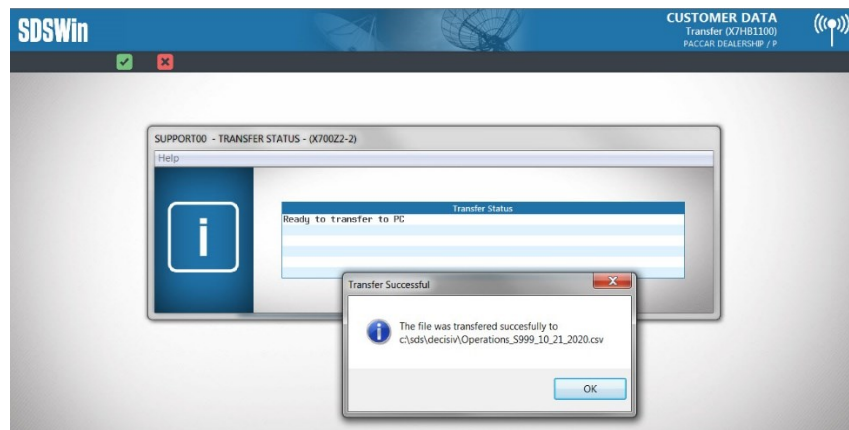 SDSWin
CUSTOMER DATA
Transfer (X7HB1100)
PACCAR DEALERSHIP / P
SUPPORT00 - TRANSFER STATUS - (X700Z2-2)
Help
Transfer Status
Ready to transfer to PC
Transfer Successful
The file was transfered succesfully to
c:\sds\decisiv\Operations_S999_10_21_2020.csv
OK